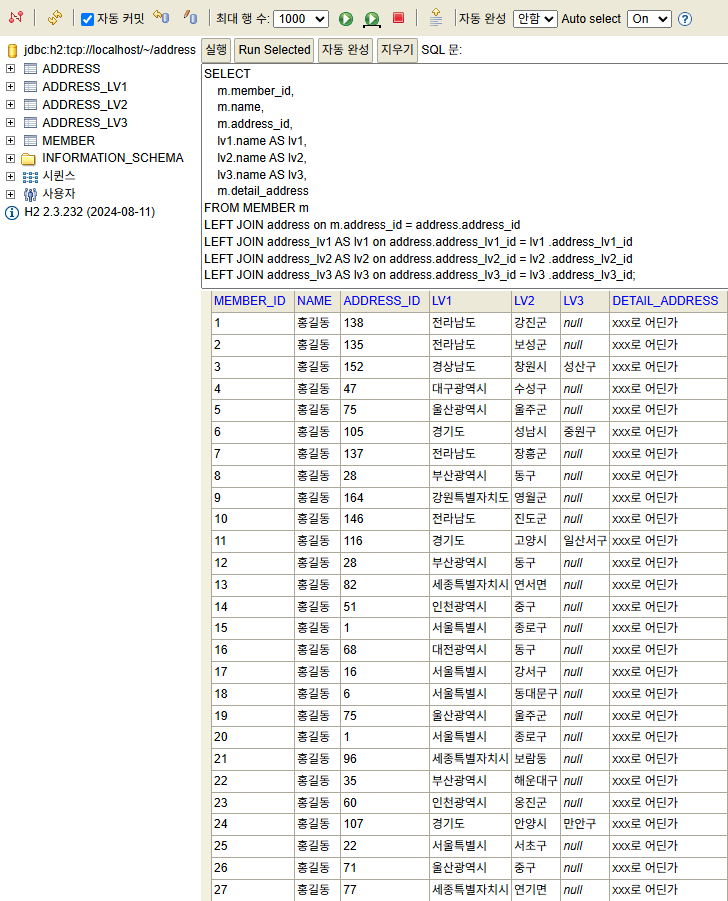 자동 커밋 최대 행 수: 1000 자동 완성 안함 Auto select On
jdbc:h2:tcp://localhost/~/address
ADDRESS
ADDRESS_LV1
ADDRESS_LV2
ADDRESS_LV3
MEMBER
INFORMATION_SCHEMA
시퀀스
사용자
H2 2.3.232 (2024-08-11)
실행 Run Selected 자동 완성 지우기 SQL 문:
SELECT
m.member_id,
m.name,
m.address_id,
lv1.name AS lv1,
lv2.name AS lv2,
lv3.name AS lv3,
m.detail_address
FROM MEMBER m
LEFT JOIN address on m.address_id = address.address_id
LEFT JOIN address_lv1 AS lv1 on address.address_lv1_id = lv1 .address_lv1_id
LEFT JOIN address_lv2 AS lv2 on address.address_lv2_id = lv2 .address_lv2_id
LEFT JOIN address_lv3 AS lv3 on address.address_lv3_id = lv3 .address_lv3_id;
MEMBER_ID NAME ADDRESS_ID LV1 LV2 LV3 DETAIL_ADDRESS
1 홍길동 138 전라남도 강진군 null xxx로 어딘가
2 홍길동 135 전라남도 보성군 null xxx로 어딘가
3 홍길동 152 경상남도 창원시 성산구 xxx로 어딘가
4 홍길동 47 대구광역시 수성구 null xxx로 어딘가
5 홍길동 75 울산광역시 울주군 null xxx로 어딘가
6 홍길동 105 경기도 성남시 중원구 xxx로 어딘가
7 홍길동 137 전라남도 장흥군 null xxx로 어딘가
8 홍길동 28 부산광역시 동구 null xxx로 어딘가
9 홍길동 164 강원특별자치도 영월군 null xxx로 어딘가
10 홍길동 146 전라남도 진도군 null xxx로 어딘가
11 홍길동 116 경기도 고양시 일산서구 xxx로 어딘가
12 홍길동 28 부산광역시 동구 null xxx로 어딘가
13 홍길동 82 세종특별자치시 연서면 null xxx로 어딘가
14 홍길동 51 인천광역시 중구 null xxx로 어딘가
15 홍길동 1 서울특별시 종로구 null xxx로 어딘가
16 홍길동 68 대전광역시 동구 null xxx로 어딘가
17 홍길동 16 서울특별시 강서구 null xxx로 어딘가
18 홍길동 6 서울특별시 동대문구 null xxx로 어딘가
19 홍길동 75 울산광역시 울주군 null xxx로 어딘가
20 홍길동 1 서울특별시 종로구 null xxx로 어딘가
21 홍길동 96 세종특별자치시 보람동 null xxx로 어딘가
22 홍길동 35 부산광역시 해운대구 null xxx로 어딘가
23 홍길동 60 인천광역시 옹진군 null xxx로 어딘가
24 홍길동 107 경기도 안양시 만안구 xxx로 어딘가
25 홍길동 22 서울특별시 서초구 null xxx로 어딘가
26 홍길동 71 울산광역시 중구 null xxx로 어딘가
27 홍길동 77 세종특별자치시 연기면 null xxx로 어딘가